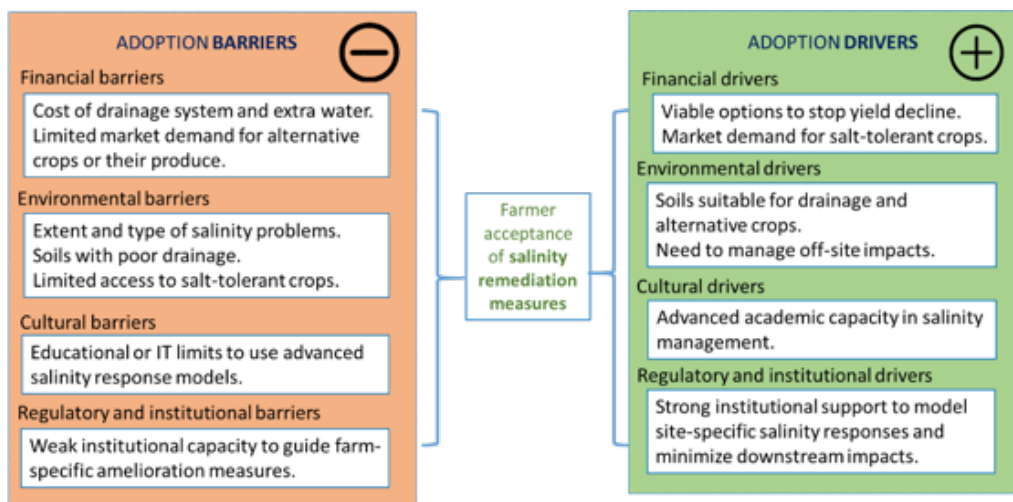 ADOPTION BARRIERS
Financial barriers
Cost of drainage system and extra water.
Limited market demand for alternative
crops or their produce.
Environmental barriers
Extent and type of salinity problems.
Soils with poor drainage.
Limited access to salt-tolerant crops.
Cultural barriers
Educational or IT limits to use advanced
salinity response models.
Regulatory and institutional barriers
Weak institutional capacity to guide farm-
specific amelioration measures.
Farmer
acceptance
of salinity
remediation
measures
ADOPTION DRIVERS
Financial drivers
Viable options to stop yield decline.
Market demand for salt-tolerant crops.
Environmental drivers
Soils suitable for drainage and
alternative crops.
Need to manage off-site impacts.
Cultural drivers
Advanced academic capacity in salinity
management.
Regulatory and institutional drivers
Strong institutional support to model
site-specific salinity responses and
minimize downstream impacts.